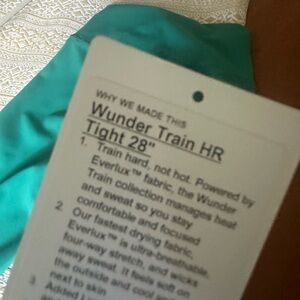 WHY WE MADE THIS
Wunder Train HR
Tight 28"
1. Train hard, not hot. Powered by
Everlux™ fabric, the Wunder
Train collection manages heat
and sweat so you stay
comfortable and focused
2 Our fastest drying fabric,
Everlux™ is ultra-breathable,
four-way stretch, and wicks
away sweat. It feels soft on
the outside and cool
next to skin
3 Added